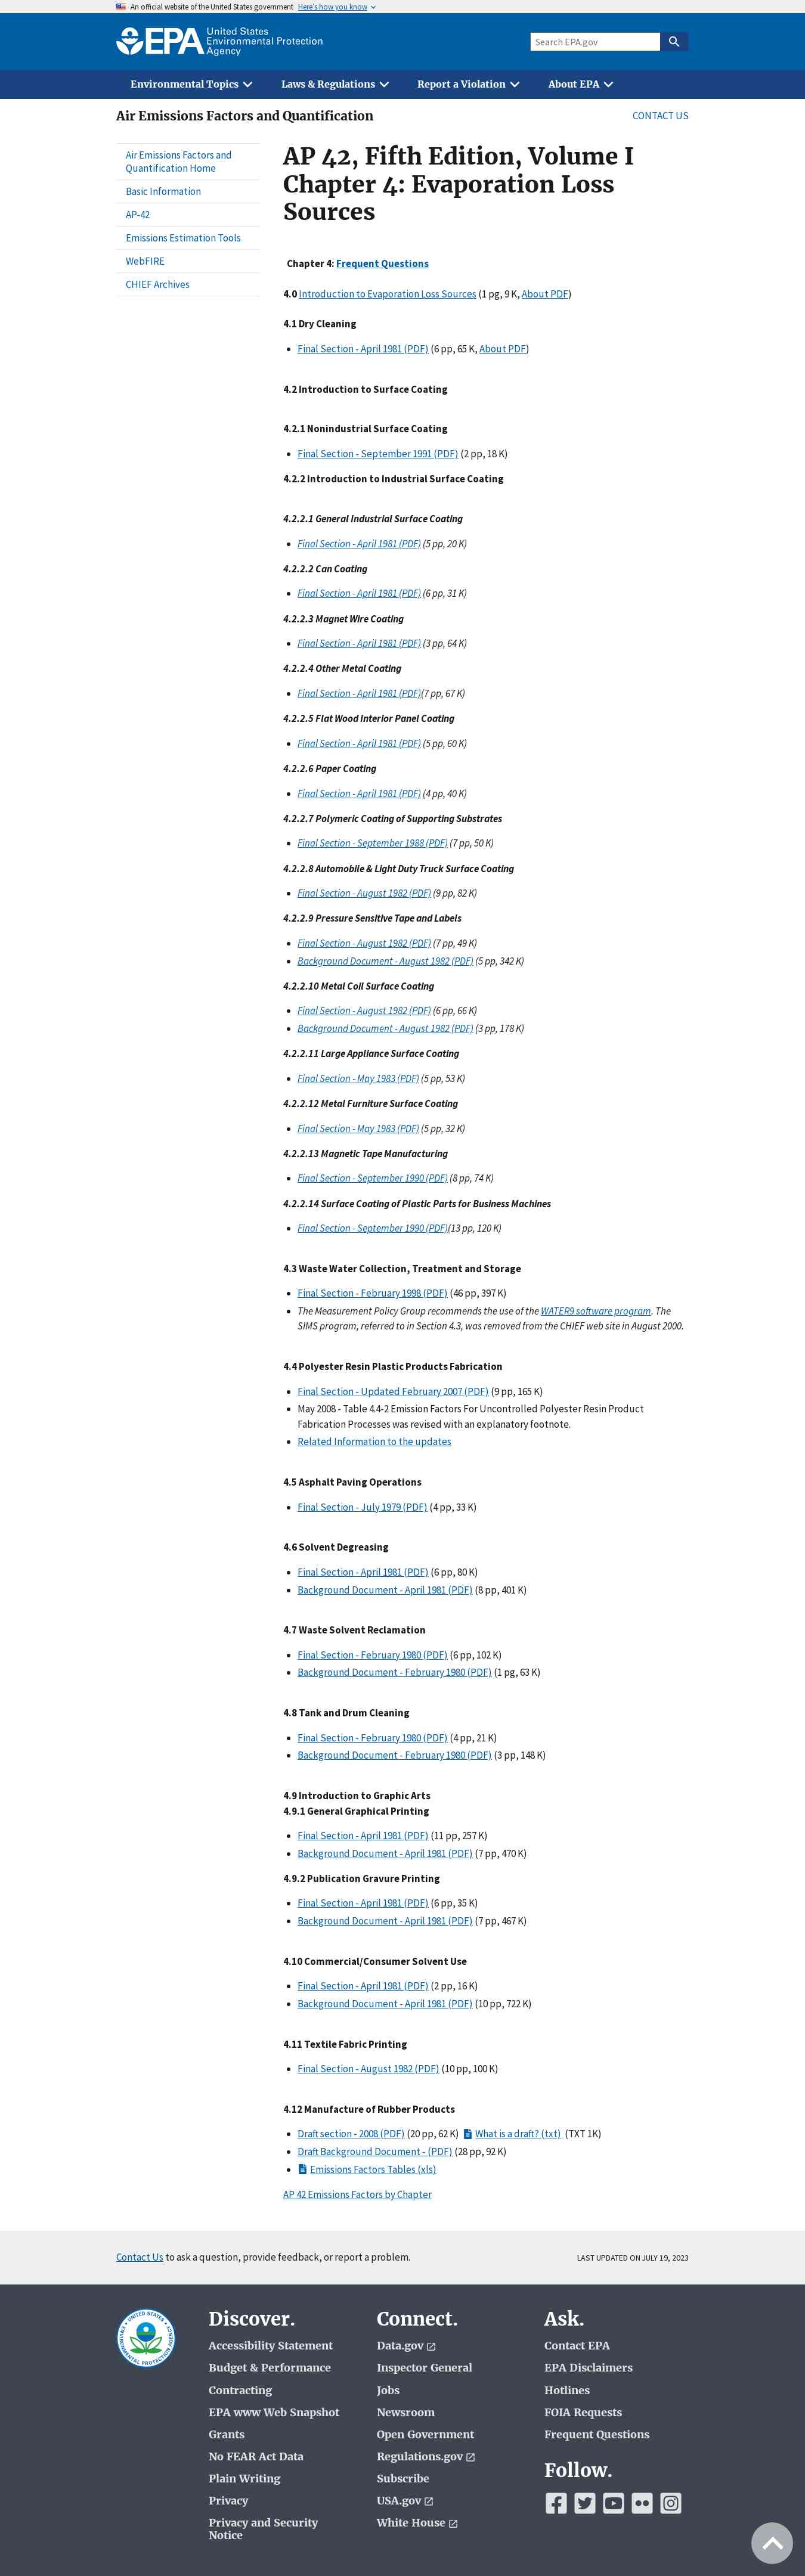 An official website of the United States government Here's how you know
EPA United States
Environmental Protection
Agency
Search EPA.gov
Environmental Topics Laws & Regulations Report a Violation About EPA
Air Emissions Factors and Quantification CONTACT US
Air Emissions Factors and
Quantification Home
Basic Information
AP-42
Emissions Estimation Tools
WebFIRE
CHIEF Archives
AP 42, Fifth Edition, Volume I
Chapter 4: Evaporation Loss
Sources
Chapter 4: Frequent Questions
4.0 Introduction to Evaporation Loss Sources (1 pg, 9 K, About PDF)
4.1 Dry Cleaning
Final Section - April 1981 (PDF) (6 pp, 65 K, About PDF)
4.2 Introduction to Surface Coating
4.2.1 Nonindustrial Surface Coating
Final Section - September 1991 (PDF) (2 pp, 18 K)
4.2.2 Introduction to Industrial Surface Coating
4.2.2.1 General Industrial Surface Coating
Final Section - April 1981 (PDF) (5 pp, 20 K)
4.2.2.2 Can Coating
Final Section - April 1981 (PDF) (6 pp, 31 K)
4.2.2.3 Magnet Wire Coating
Final Section - April 1981 (PDF) (3 pp, 64 K)
4.2.2.4 Other Metal Coating
Final Section - April 1981 (PDF)(7 pp, 67 K)
4.2.2.5 Flat Wood Interior Panel Coating
Final Section - April 1981 (PDF) (5 pp, 60 K)
4.2.2.6 Paper Coating
Final Section - April 1981 (PDF) (4 pp, 40 K)
4.2.2.7 Polymeric Coating of Supporting Substrates
Final Section - September 1988 (PDF) (7 pp, 50 K)
4.2.2.8 Automobile & Light Duty Truck Surface Coating
Final Section - August 1982 (PDF) (9 pp, 82 K)
4.2.2.9 Pressure Sensitive Tape and Labels
Final Section - August 1982 (PDF) (7 pp, 49 K)
Background Document - August 1982 (PDF) (5 pp, 342 K)
4.2.2.10 Metal Coil Surface Coating
Final Section - August 1982 (PDF) (6 pp, 66 K)
Background Document - August 1982 (PDF) (3 pp, 178 K)
4.2.2.11 Large Appliance Surface Coating
Final Section - May 1983 (PDF) (5 pp, 53 K)
4.2.2.12 Metal Furniture Surface Coating
Final Section - May 1983 (PDF) (5 pp, 32 K)
4.2.2.13 Magnetic Tape Manufacturing
Final Section - September 1990 (PDF) (8 pp, 74 K)
4.2.2.14 Surface Coating of Plastic Parts for Business Machines
Final Section - September 1990 (PDF)(13 pp, 120 K)
4.3 Waste Water Collection, Treatment and Storage
Final Section - February 1998 (PDF) (46 pp, 397 K)
The Measurement Policy Group recommends the use of the WATER9 software program. The
SIMS program, referred to in Section 4.3, was removed from the CHIEF web site in August 2000.
4.4 Polyester Resin Plastic Products Fabrication
Final Section - Updated February 2007 (PDF) (9 pp, 165 K)
May 2008 - Table 4.4-2 Emission Factors For Uncontrolled Polyester Resin Product
Fabrication Processes was revised with an explanatory footnote.
Related Information to the updates
4.5 Asphalt Paving Operations
Final Section - July 1979 (PDF) (4 pp, 33 K)
4.6 Solvent Degreasing
Final Section - April 1981 (PDF) (6 pp, 80 K)
Background Document - April 1981 (PDF) (8 pp, 401 K)
4.7 Waste Solvent Reclamation
Final Section - February 1980 (PDF) (6 pp, 102 K)
Background Document - February 1980 (PDF) (1 pg, 63 K)
4.8 Tank and Drum Cleaning
Final Section - February 1980 (PDF) (4 pp, 21 K)
Background Document - February 1980 (PDF) (3 pp, 148 K)
4.9 Introduction to Graphic Arts
4.9.1 General Graphical Printing
Final Section - April 1981 (PDF) (11 pp, 257 K)
Background Document - April 1981 (PDF) (7 pp, 470 K)
4.9.2 Publication Gravure Printing
Final Section - April 1981 (PDF) (6 pp, 35 K)
Background Document - April 1981 (PDF) (7 pp, 467 K)
4.10 Commercial/Consumer Solvent Use
Final Section - April 1981 (PDF) (2 pp, 16 K)
Background Document - April 1981 (PDF) (10 pp, 722 K)
4.11 Textile Fabric Printing
Final Section - August 1982 (PDF) (10 pp, 100 K)
4.12 Manufacture of Rubber Products
Draft section - 2008 (PDF) (20 pp, 62 K) What is a draft? (txt) (TXT 1K)
Draft Background Document - (PDF) (28 pp, 92 K)
Emissions Factors Tables (xls)
AP 42 Emissions Factors by Chapter
Contact Us to ask a question, provide feedback, or report a problem. LAST UPDATED ON JULY 19, 2023
UNITED STATES ENVIRONMENTAL PROTECTION AGENCY
Discover.
Accessibility Statement
Budget & Performance
Contracting
EPA www Web Snapshot
Grants
No FEAR Act Data
Plain Writing
Privacy
Privacy and Security
Notice
Connect.
Data.gov
Inspector General
Jobs
Newsroom
Open Government
Regulations.gov
Subscribe
USA.gov
White House
Ask.
Contact EPA
EPA Disclaimers
Hotlines
FOIA Requests
Frequent Questions
Follow.